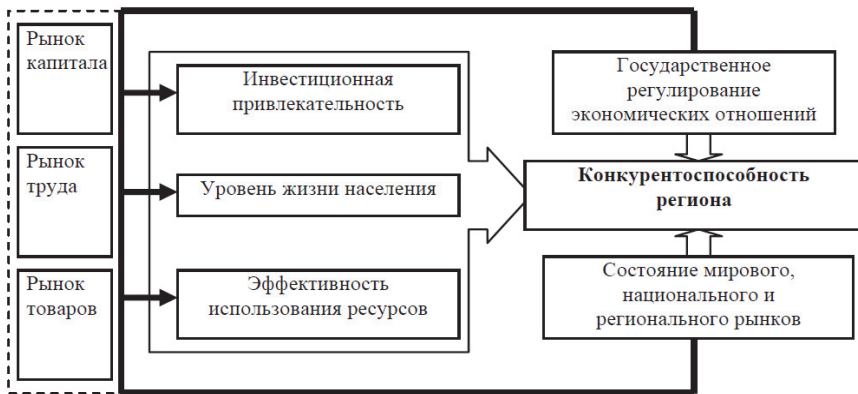 Рынок
капитала
Рынок
труда
Рынок
товаров
Инвестиционная
привлекательность
Уровень жизни населения
Эффективность
использования ресурсов
Государственное
регулирование
экономических отношений
Конкурентоспособность
региона
Состояние мирового,
национального и
регионального рынков